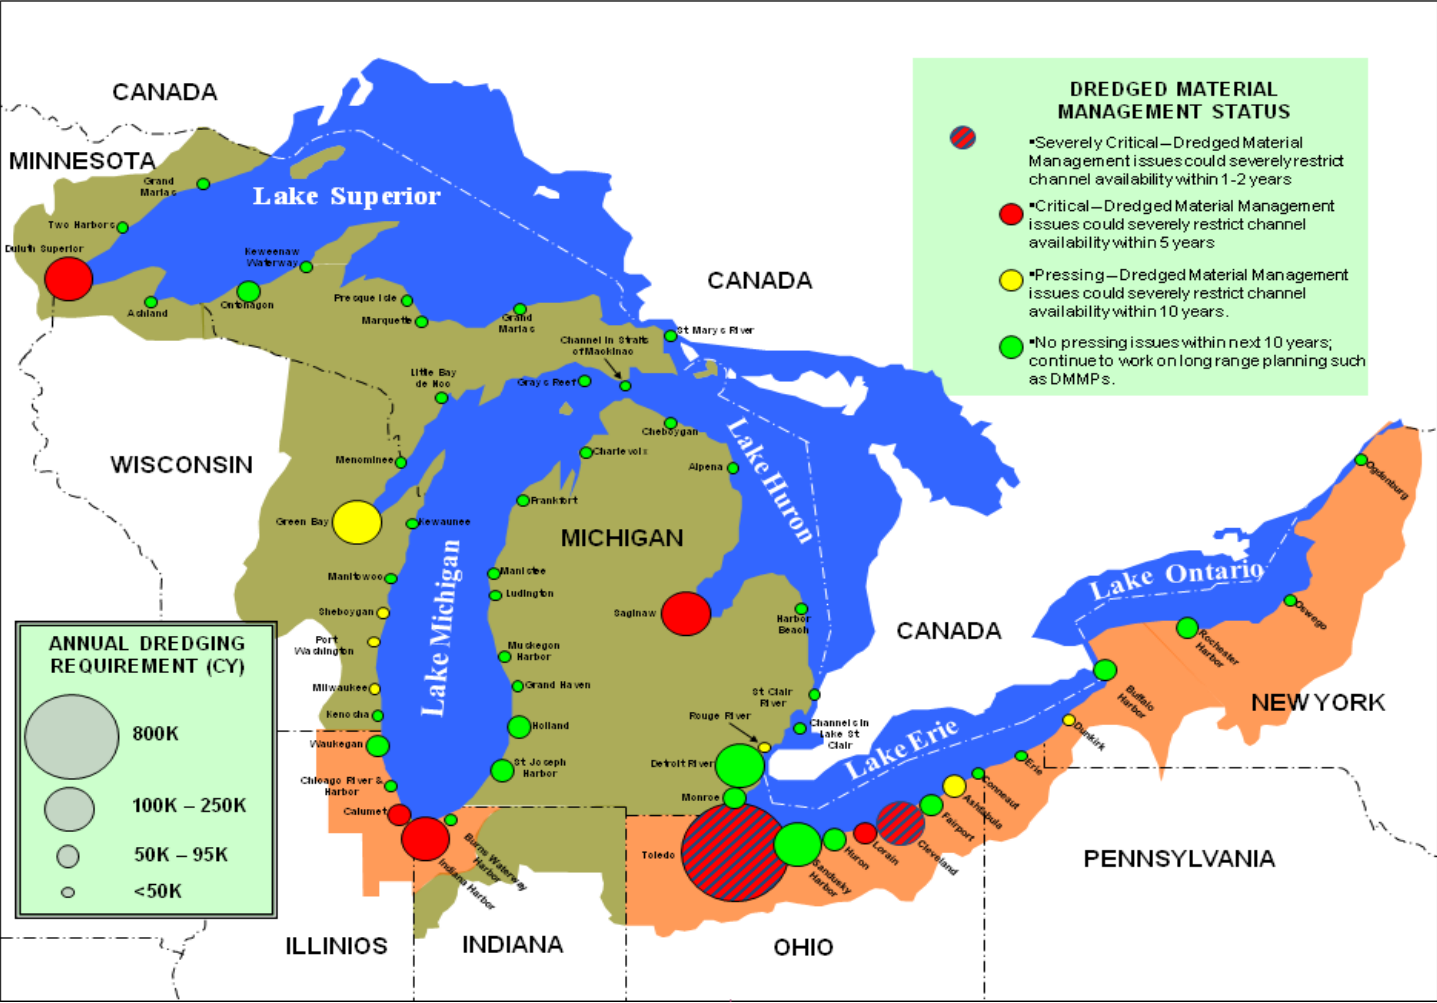 CANADA
MINNESOTA
Grand
Marias
Two Harbors
Duluth Superior
Lake Superior
Keweenaw
Waterway
Ashland
Ontonagon
Presque Isle
Marquette
Grand
Marias
Channel in Straits
of Mackinac
St Marys River
CANADA
DREDGED MATERIAL
MANAGEMENT STATUS
▪Severely Critical—Dredged Material
Management issues could severely restrict
channel availability within 1-2 years
▪Critical—Dredged Material Management
issues could severely restrict channel
availability within 5 years
▪Pressing—Dredged Material Management
issues could severely restrict channel
availability within 10 years.
▪No pressing issues within next 10 years;
continue to work on long range planning such
as DMMPs.
Little Bay
de Noc
Grays Reef
Cheboygan
Charlevoix
Alpena
Lake Huron
WISCONSIN
Menominee
Green Bay
Kewaunee
Frankfort
MICHIGAN
Ogdenburg
Lake Michigan
Manitowoc
Manistee
Ludington
Sheboygan
Port
Washington
Saginaw
Harbor
Beach
CANADA
Lake Ontario
Oswego
Rochester
Harbor
Muskegon
Harbor
Milwaukee
Grand Haven
Kenosha
Holland
Waukegan
St Joseph
Harbor
Chicago River &
Harbor
Calumet
St Clair
River
Rouge River
Channels in
Lake St
Clair
Detroit River
Monroe
Lake Erie
Buffalo
Harbor
NEW YORK
Dunkirk
Erie
Conneaut
Ashtabula
Fairport
Cleveland
Lorain
Huron
Sandusky
Harbor
Toledo
Burns Waterway
Harbor
Indiana Harbor
PENNSYLVANIA
ANNUAL DREDGING
REQUIREMENT (CY)
800K
100K – 250K
50K – 95K
<50K
ILLINIOS
INDIANA
OHIO